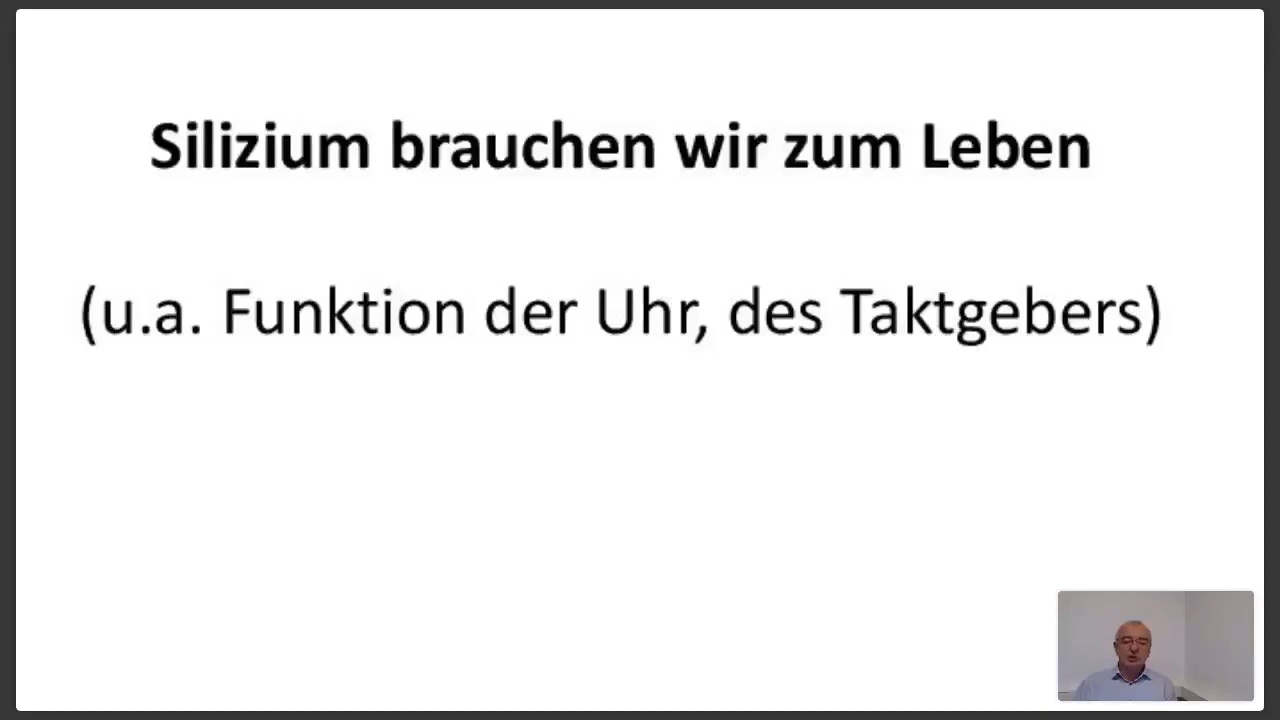 Silizium brauchen wir zum Leben
(u.a. Funktion der Uhr, des Taktgebers)